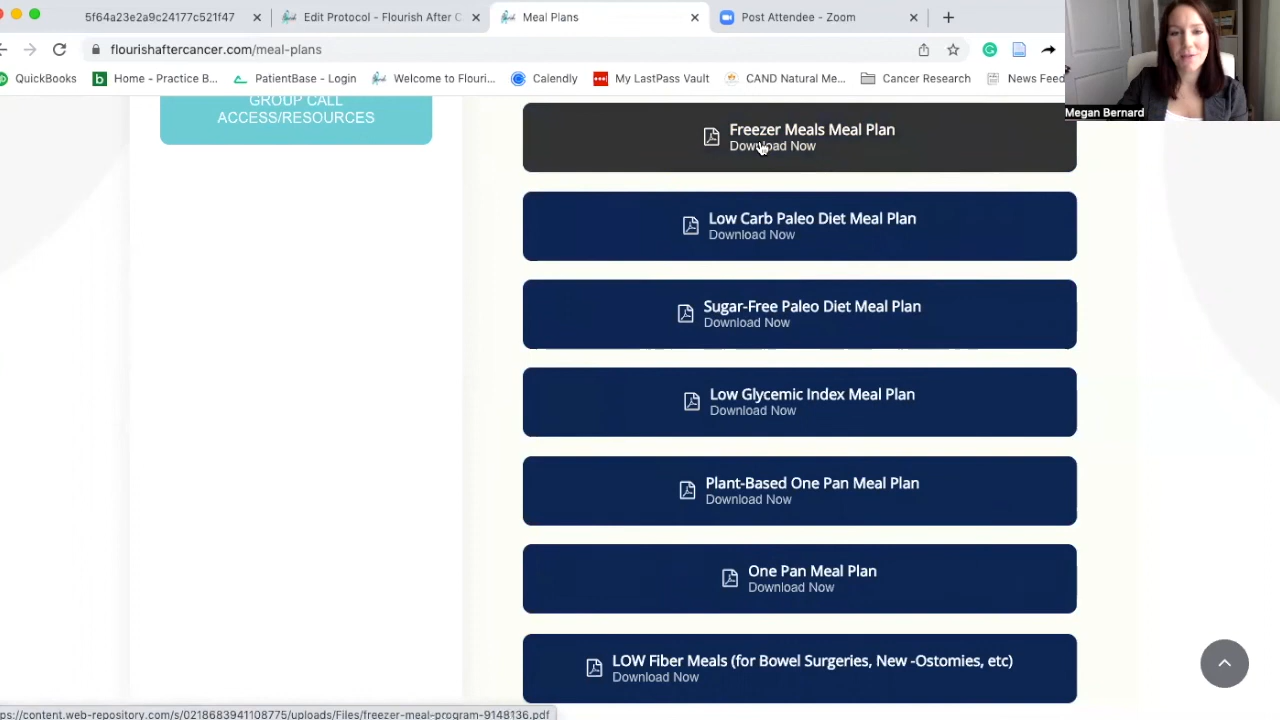 5f64a23e2a9c24177c521f47
Edit Protocol - Flourish After C
Meal Plans
Post Attendee - Zoom
flourishaftercancer.com/meal-plans
QuickBooks
Home - Practice B...
PatientBase - Login
Welcome to Flouri...
Calendly
My LastPass Vault
CAND Natural Me...
Cancer Research
News Feed
Megan Bernard
GROUP CALL
ACCESS/RESOURCES
Freezer Meals Meal Plan
Download Now
Low Carb Paleo Diet Meal Plan
Download Now
Sugar-Free Paleo Diet Meal Plan
Download Now
Low Glycemic Index Meal Plan
Download Now
Plant-Based One Pan Meal Plan
Download Now
One Pan Meal Plan
Download Now
LOW Fiber Meals (for Bowel Surgeries, New -Ostomies, etc)
Download Now
ps://content.web-repository.com/s/0218683941108775/uploads/Files/freezer-meal-program-9148136.pdf